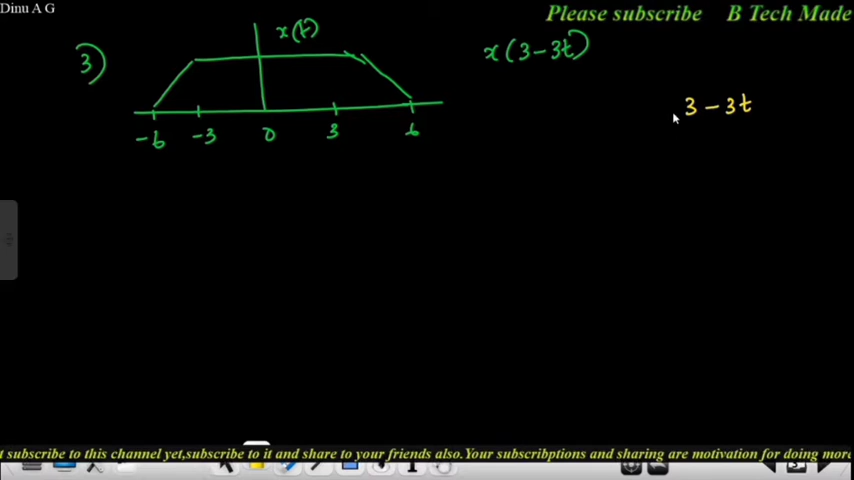 Dinu A G
Please subscribe B Tech Made
3) x(t) x(3-3t)
3-3t
-6 -3 0 3 6
t subscribe to this channel yet,subscribe to it and share to your friends also.Your subscribptions and sharing are motivation for doing more